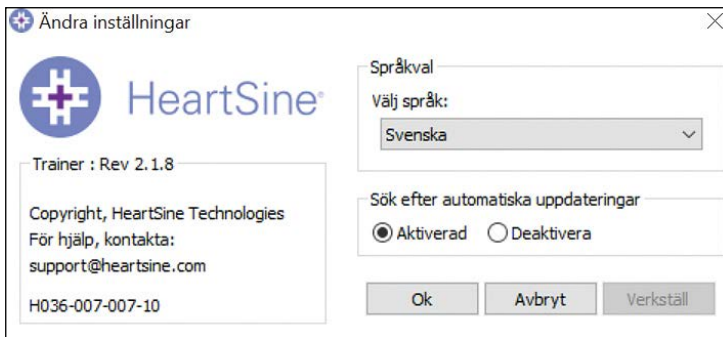 Ändra inställningar
HeartSine®
Trainer : Rev 2.1.8
Copyright, HeartSine Technologies
För hjälp, kontakta:
support@heartsine.com
H036-007-007-10
Språkval
Välj språk:
Svenska
Sök efter automatiska uppdateringar
Aktiverad Deaktivera
Ok Avbryt Verkställ